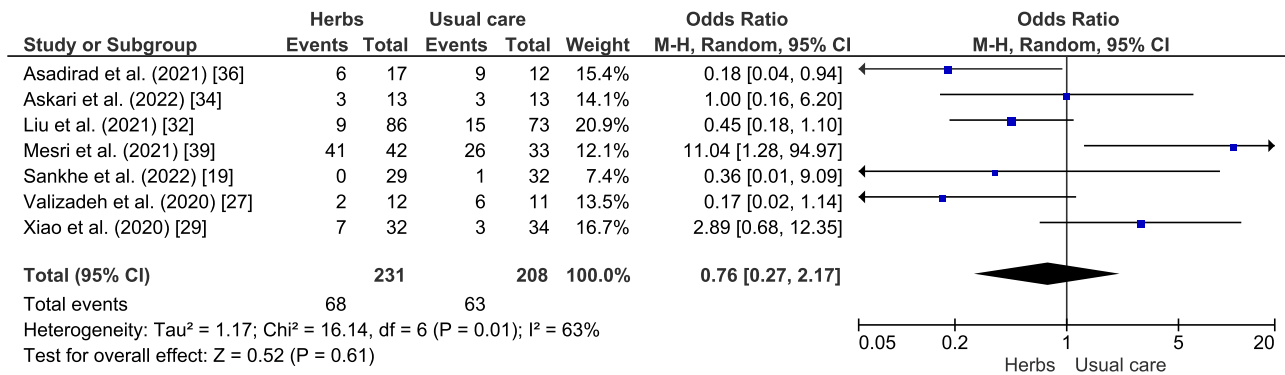 Herbs Usual care Odds Ratio Odds Ratio
Study or Subgroup Events Total Events Total Weight M-H, Random, 95% CI M-H, Random, 95% CI
Asadirad et al. (2021) [36] 6 17 9 12 15.4% 0.18 [0.04, 0.94]
Askari et al. (2022) [34] 3 13 3 13 14.1% 1.00 [0.16, 6.20]
Liu et al. (2021) [32] 9 86 15 73 20.9% 0.45 [0.18, 1.10]
Mesri et al. (2021) [39] 41 42 26 33 12.1% 11.04 [1.28, 94.97]
Sankhe et al. (2022) [19] 0 29 1 32 7.4% 0.36 [0.01, 9.09]
Valizadeh et al. (2020) [27] 2 12 6 11 13.5% 0.17 [0.02, 1.14]
Xiao et al. (2020) [29] 7 32 3 34 16.7% 2.89 [0.68, 12.35]
Total (95% CI) 231 208 100.0% 0.76 [0.27, 2.17]
Total events 68 63
Heterogeneity: Tau² = 1.17; Chi² = 16.14, df = 6 (P = 0.01); I² = 63%
Test for overall effect: Z = 0.52 (P = 0.61)
0.05 0.2 1 5 20
Herbs Usual care